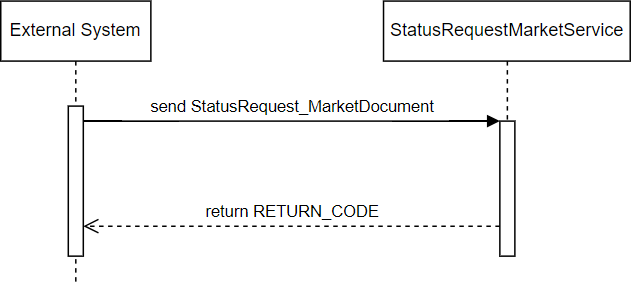 External System
StatusRequestMarketService
send StatusRequest_MarketDocument
return RETURN_CODE